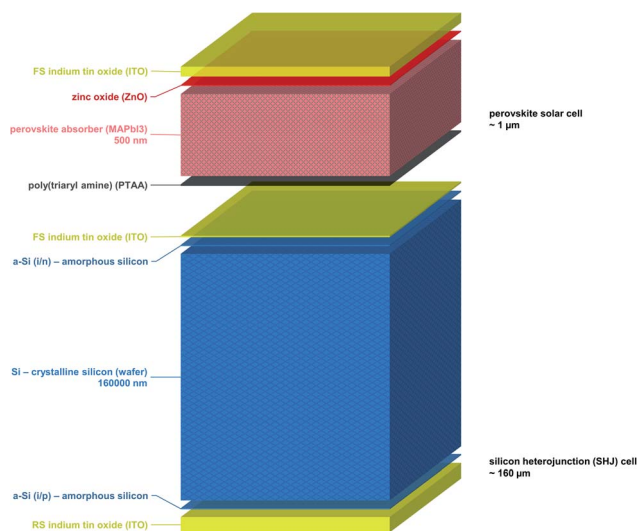 FS indium tin oxide (ITO)
zinc oxide (ZnO)
perovskite absorber (MAPbI3)
500 nm
perovskite solar cell
~ 1 µm
poly(triaryl amine) (PTAA)
FS indium tin oxide (ITO)
a-Si (i/n) – amorphous silicon
Si – crystalline silicon (wafer)
160000 nm
silicon heterojunction (SHJ) cell
~ 160 µm
a-Si (i/p) – amorphous silicon
RS indium tin oxide (ITO)